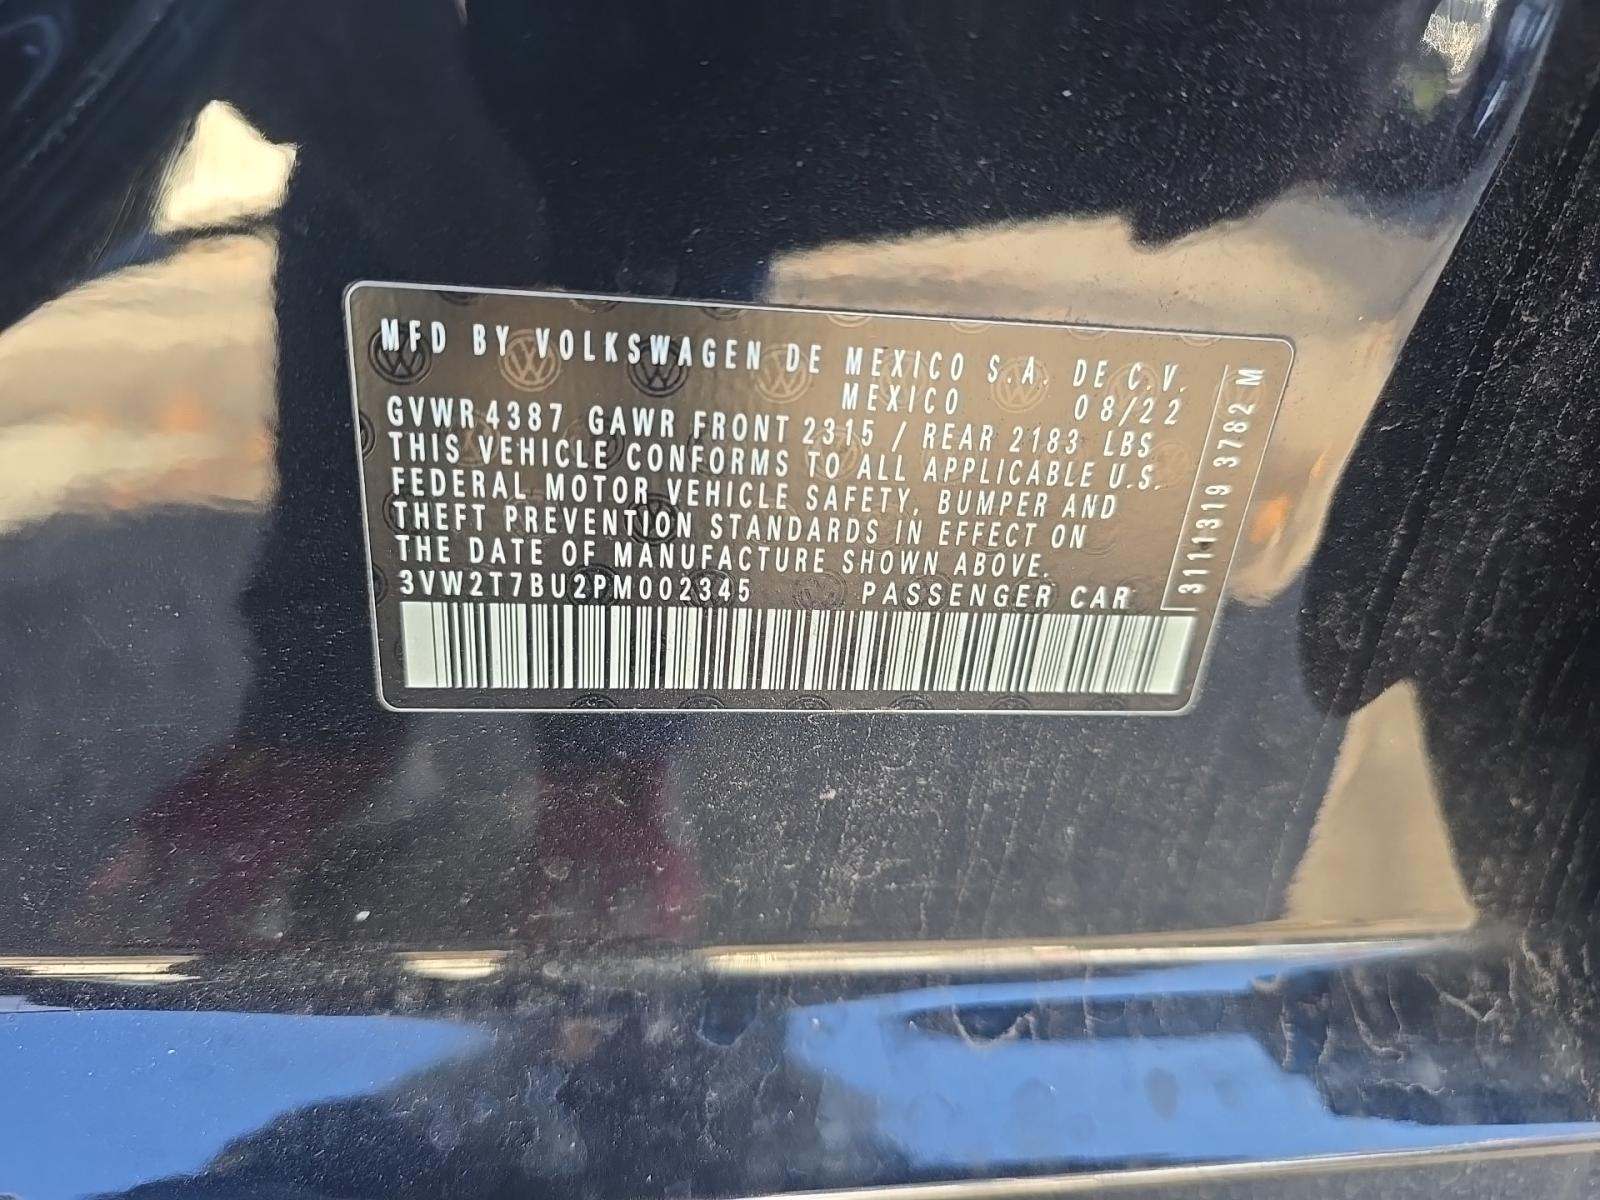 MFD BY VOLKSWAGEN DE MEXICO S.A. DE C.V.
MEXICO 08/22
GVWR 4387 GAWR FRONT 2315 / REAR 2183 LBS
THIS VEHICLE CONFORMS TO ALL APPLICABLE U.S.
FEDERAL MOTOR VEHICLE SAFETY, BUMPER AND
THEFT PREVENTION STANDARDS IN EFFECT ON
THE DATE OF MANUFACTURE SHOWN ABOVE.
3VW2T7BU2PM002345 PASSENGER CAR
3111319 3782 M